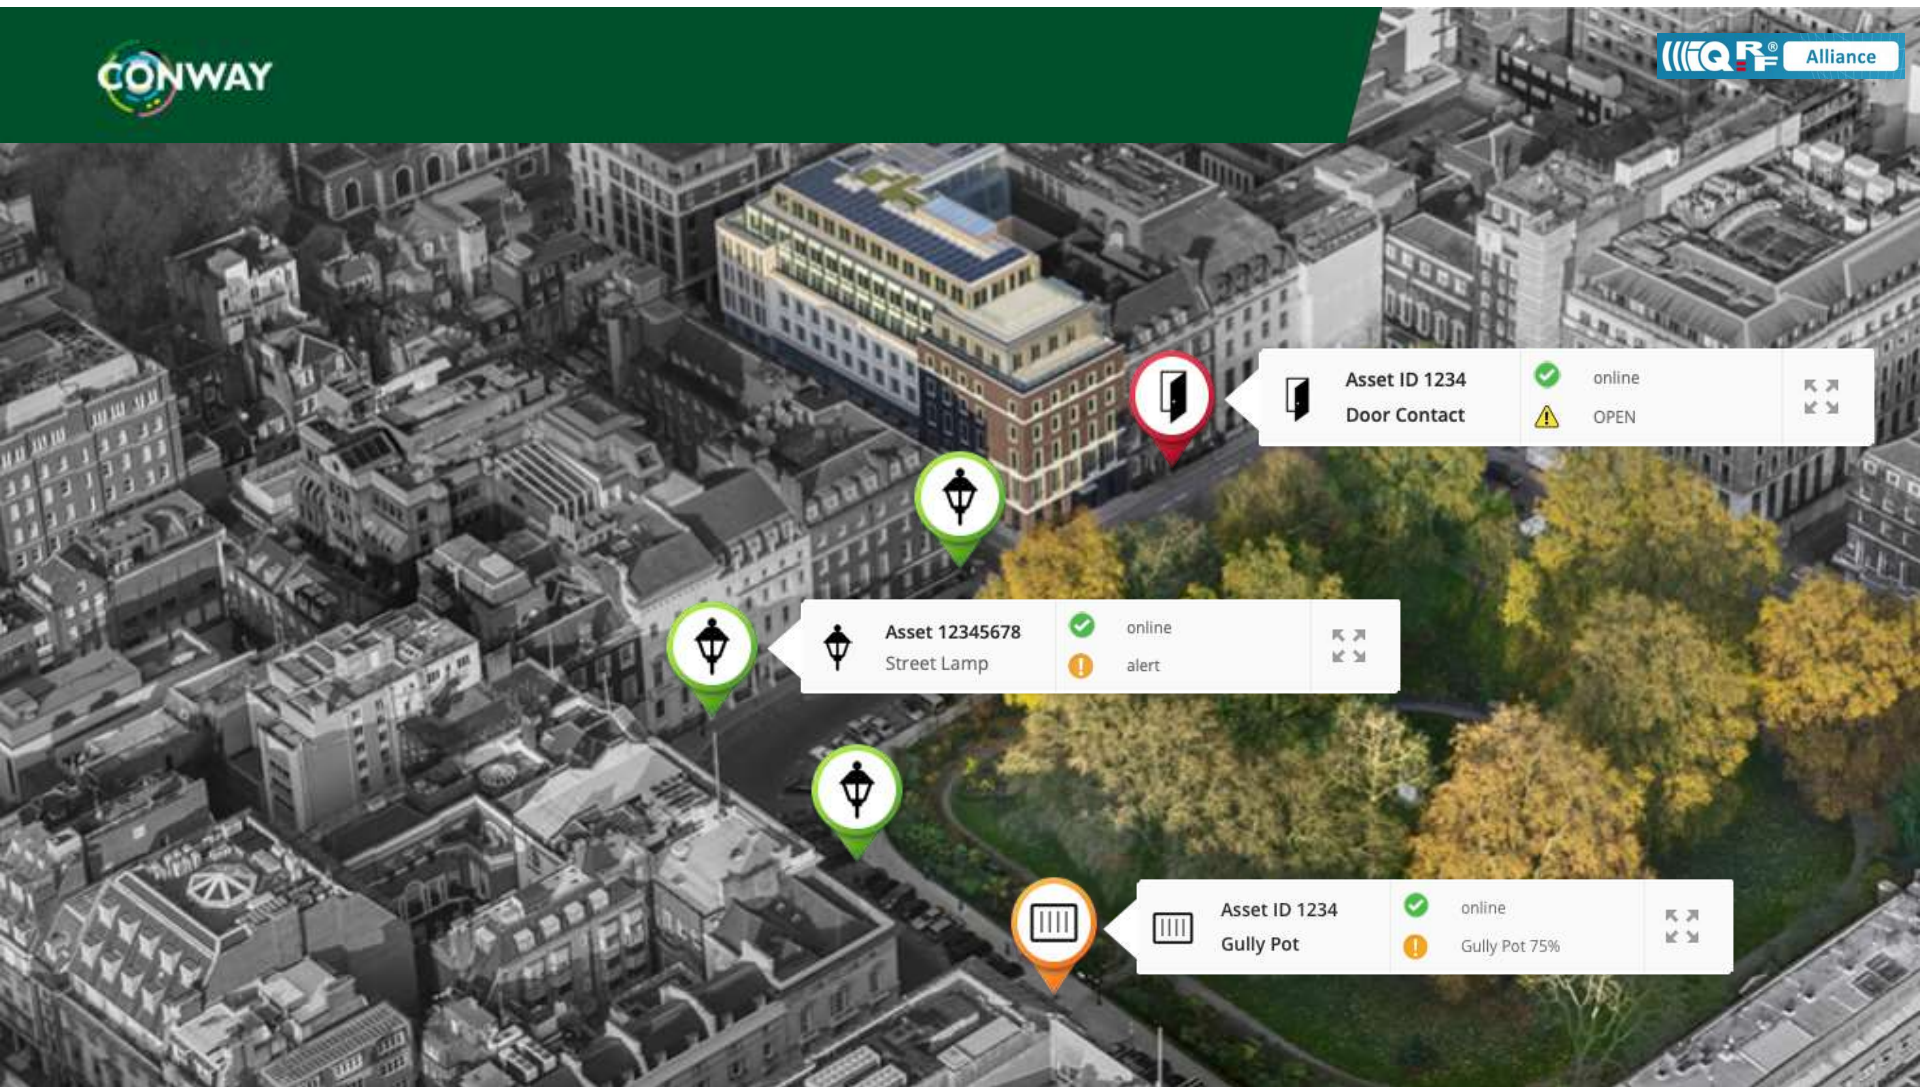 CONWAY
IQRF® Alliance
Asset ID 1234
Door Contact
online
OPEN
Asset 12345678
Street Lamp
online
alert
Asset ID 1234
Gully Pot
online
Gully Pot 75%